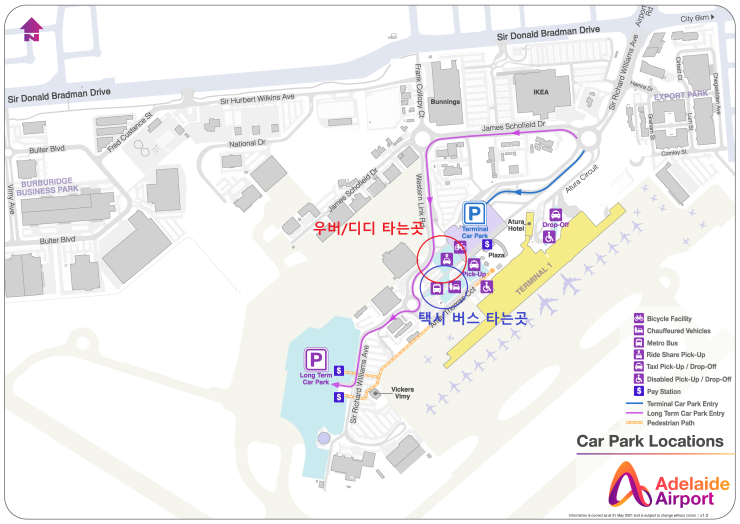 N
City 6km
Airport Rd
Sir Donald Bradman Drive
Sir Donald Bradman Drive
Sir Hurbert Wilkins Ave
Frank Collopy Ct
Bunnings
IKEA
Sir Richard Williams Ave
Hanra Dr
EXPORT PARK
Graham St
Lum St
Comley St
James Schofield Dr
Fred Custance St
National Dr
Butler Blvd
BURBURIDGE
BUSINESS PARK
Vimy Ave
Butler Blvd
James Schofield Dr
Western Link Rd
Atura Circuit
우버/디디 타는곳
P
Terminal
Car Park
Atura
Hotel
Drop-Off
$
Plaza
Pick-Up
TERMINAL 1
택시 버스 타는곳
P
Long Term
Car Park
$
$
Sir Richard Williams Ave
Vickers
Vimy
Bicycle Facility
Chauffeured Vehicles
Metro Bus
Ride Share Pick-Up
Taxi Pick-Up / Drop-Off
Disabled Pick-Up / Drop-Off
$ Pay Station
Terminal Car Park Entry
Long Term Car Park Entry
Pedestrian Path
Car Park Locations
Adelaide
Airport
Information is correct as at 31 May 2021 and is subject to change without notice | v1.0